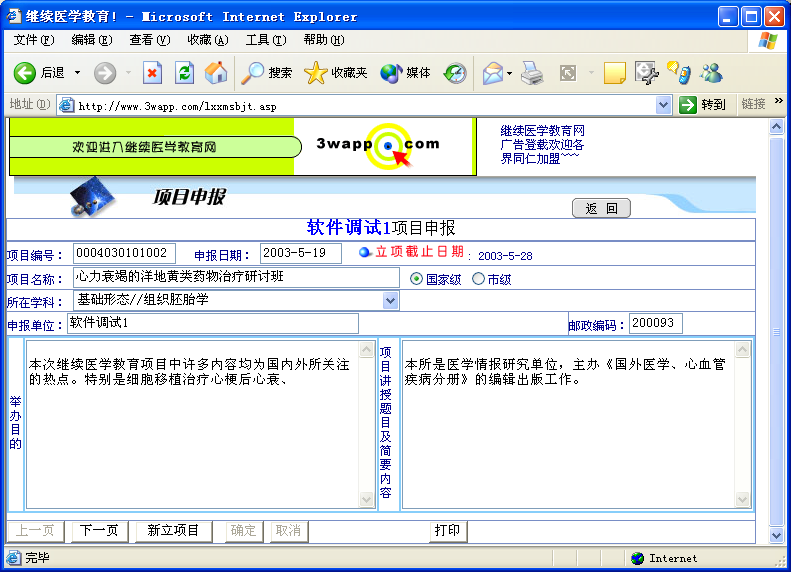 继续医学教育! - Microsoft Internet Explorer
文件(F) 编辑(E) 查看(V) 收藏(A) 工具(T) 帮助(H)
后退 搜索 收藏夹 媒体
地址(D) http://www.3wapp.com/lxxmsbjt.asp 转到 链接 »
欢迎进入继续医学教育网 3wapp com
继续医学教育网
广告登载欢迎各
界同仁加盟~~~
项目申报
返 回
软件调试1项目申报
项目编号: 0004030101002 申报日期: 2003-5-19 立项截止日期: 2003-5-28
项目名称: 心力衰竭的洋地黄类药物治疗研讨班 国家级 市级
所在学科: 基础形态//组织胚胎学
申报单位: 软件调试1 邮政编码: 200093
举办目的
本次继续医学教育项目中许多内容均为国内外所关注
的热点。特别是细胞移植治疗心梗后心衰、
项目讲授题目及简要内容
本所是医学情报研究单位，主办《国外医学、心血管
疾病分册》的编辑出版工作。
上一页 下一页 新立项目 确定 取消 打印
完毕 Internet